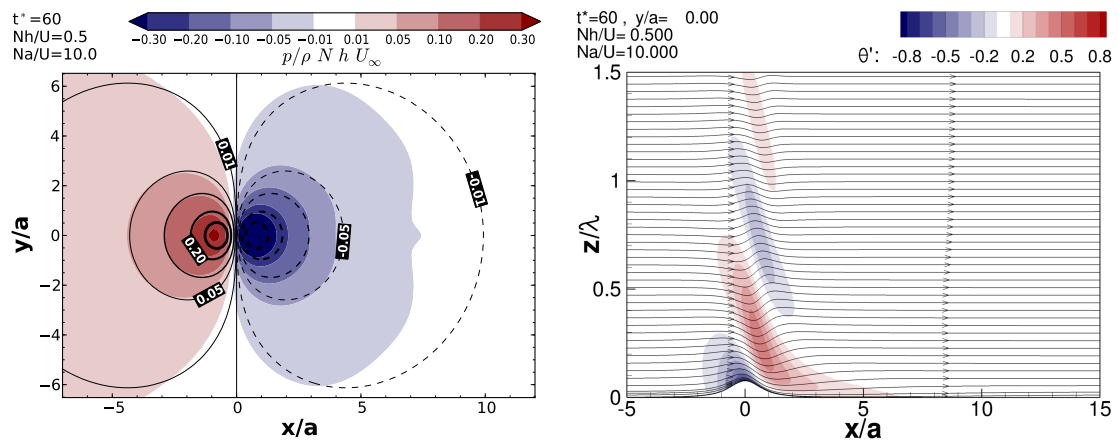 t*=60
Nh/U=0.5
Na/U=10.0
−0.30 −0.20 −0.10 −0.05 −0.01 0.01 0.05 0.10 0.20 0.30
p/ρ N h U∞
6
4
2
0
−2
−4
−6
y/a
0.01
-0.01
-0.05
0.20
0.05
−5 0 5 10
x/a
t*=60 , y/a= 0.00
Nh/U= 0.500
Na/U=10.000
θ': -0.8 -0.5 -0.2 0.2 0.5 0.8
1.5
1
0.5
0
z/λ
-5 0 5 10 15
x/a